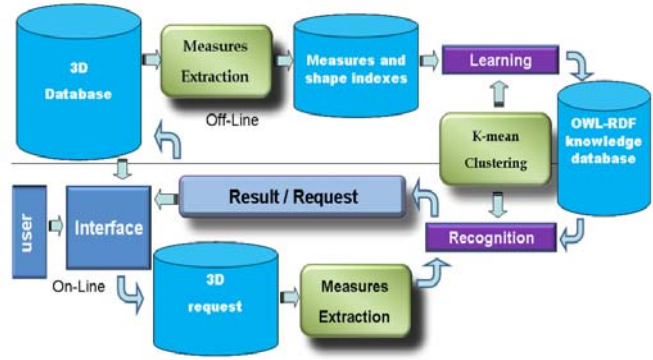 3D
Database
Measures
Extraction
Measures and
shape indexes
Learning
Off-Line
K-mean
Clustering
OWL-RDF
knowledge
database
user
Interface
Result / Request
Recognition
On-Line
3D
request
Measures
Extraction